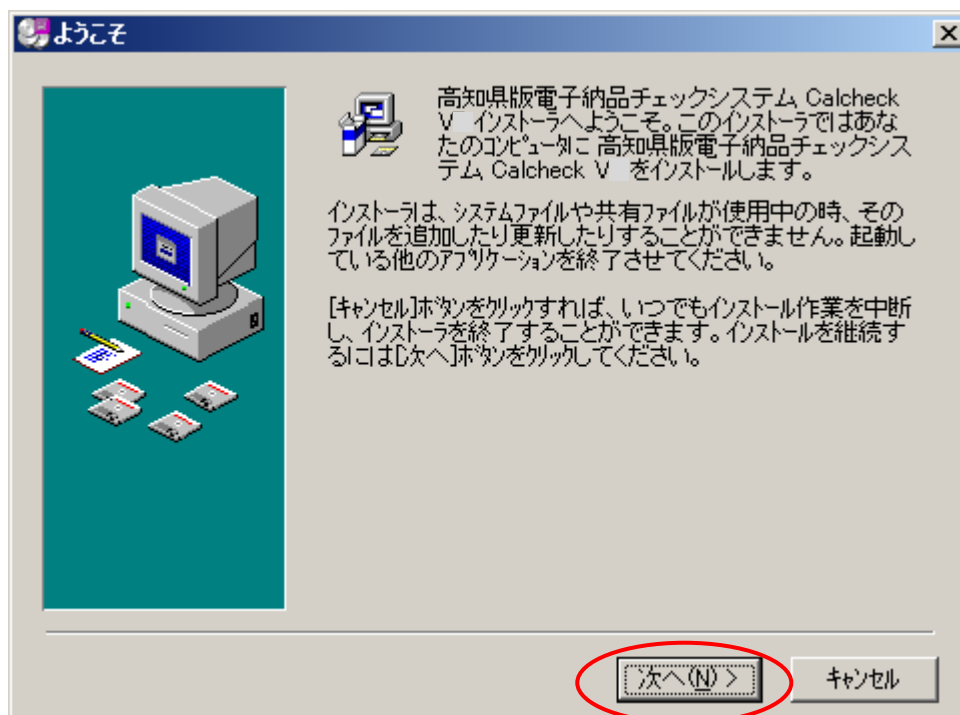 ようこそ
高知県版電子納品チェックシステム Calcheck
V インストーラへようこそ。このインストーラではあな
たのコンピュータに 高知県版電子納品チェックシス
テム Calcheck V をインストールします。
インストーラは、システムファイルや共有ファイルが使用中の時、その
ファイルを追加したり更新したりすることができません。起動し
ている他のアプリケーションを終了させてください。
[キャンセル]ボタンをクリックすれば、いつでもインストール作業を中断
し、インストーラを終了することができます。インストールを継続す
るには[次へ]ボタンをクリックしてください。
次へ(N) >
キャンセル